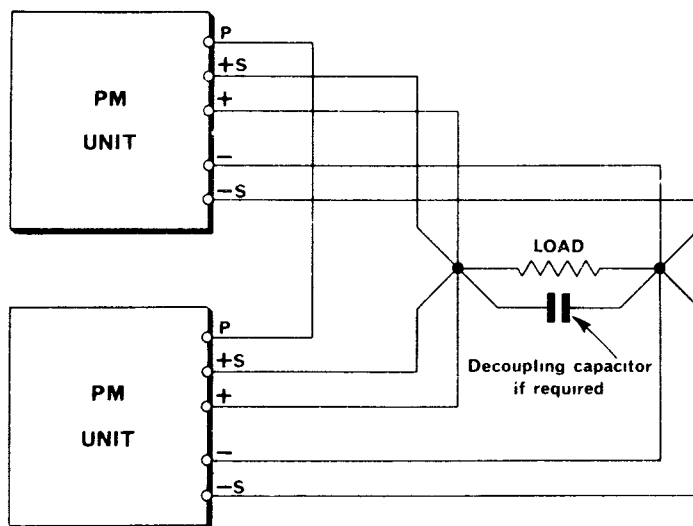 P
+S
+
PM
UNIT
-
-S
LOAD
P
+S
Decoupling capacitor
if required
+
PM
UNIT
-
-S